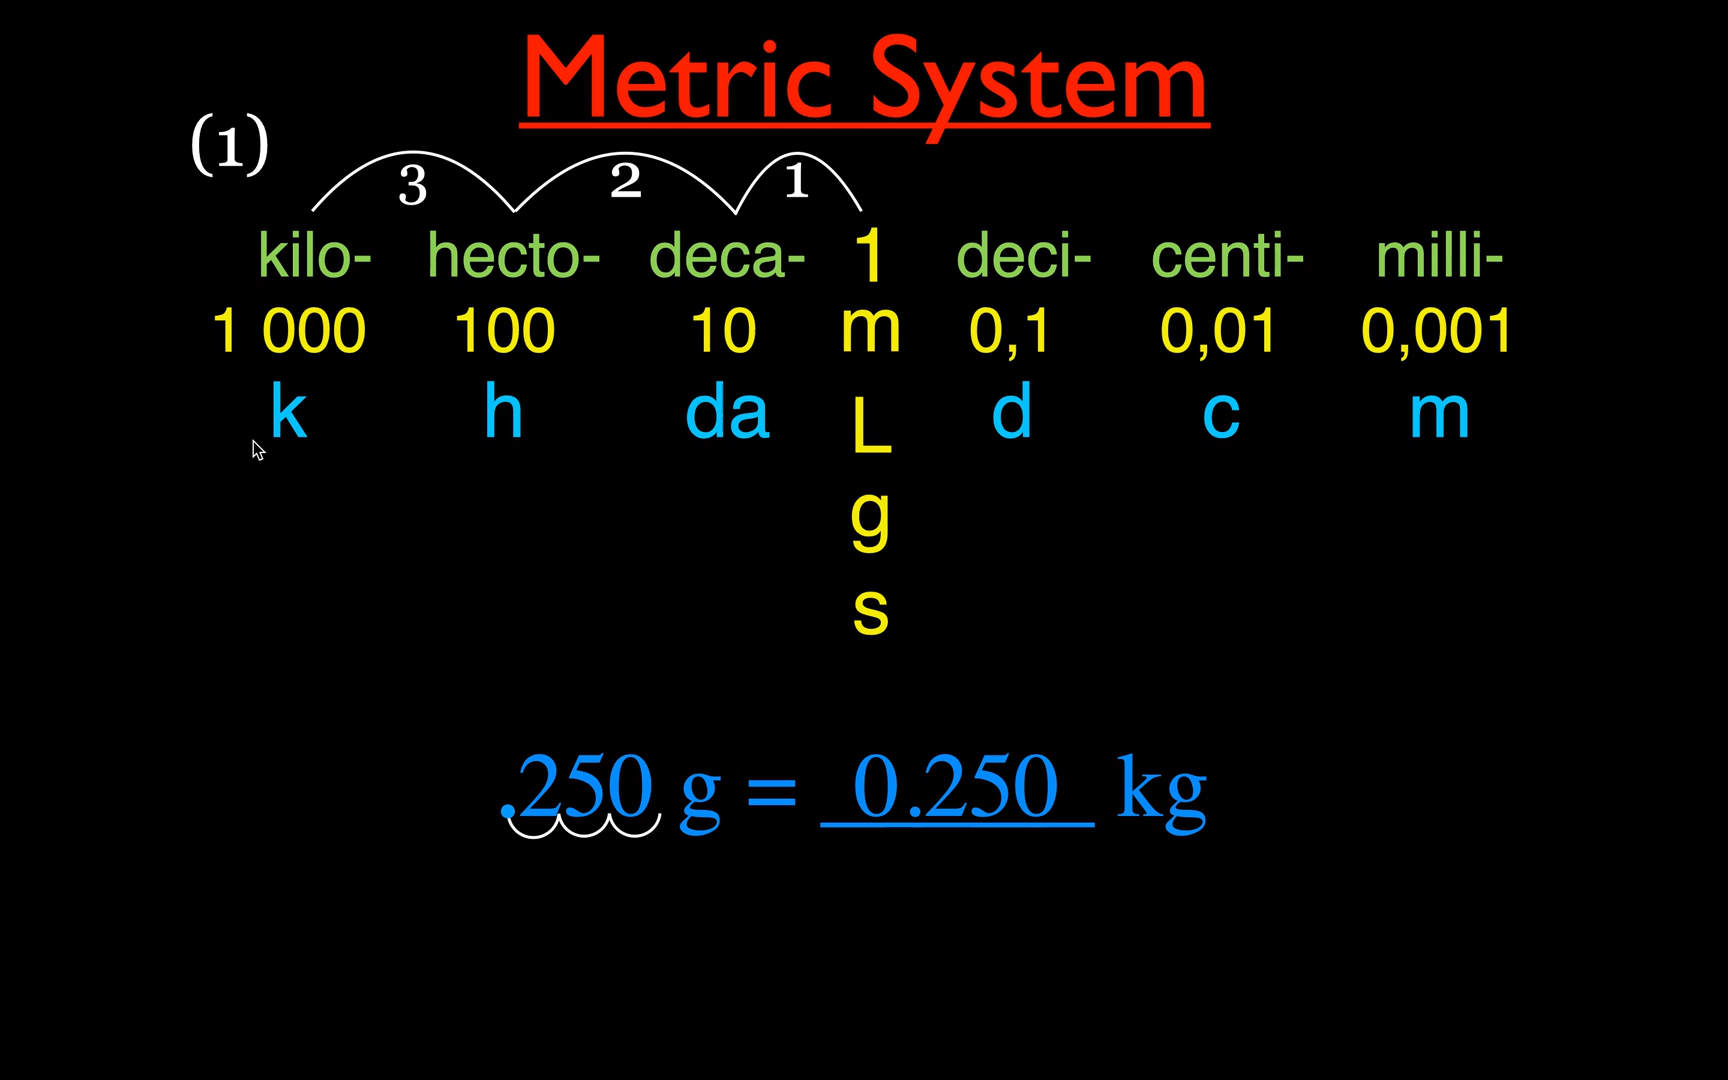 Metric System
(1)
3 2 1
kilo- hecto- deca- 1 deci- centi- milli-
1 000 100 10 m 0,1 0,01 0,001
k h da L d c m
g
s
.250 g = 0.250 kg